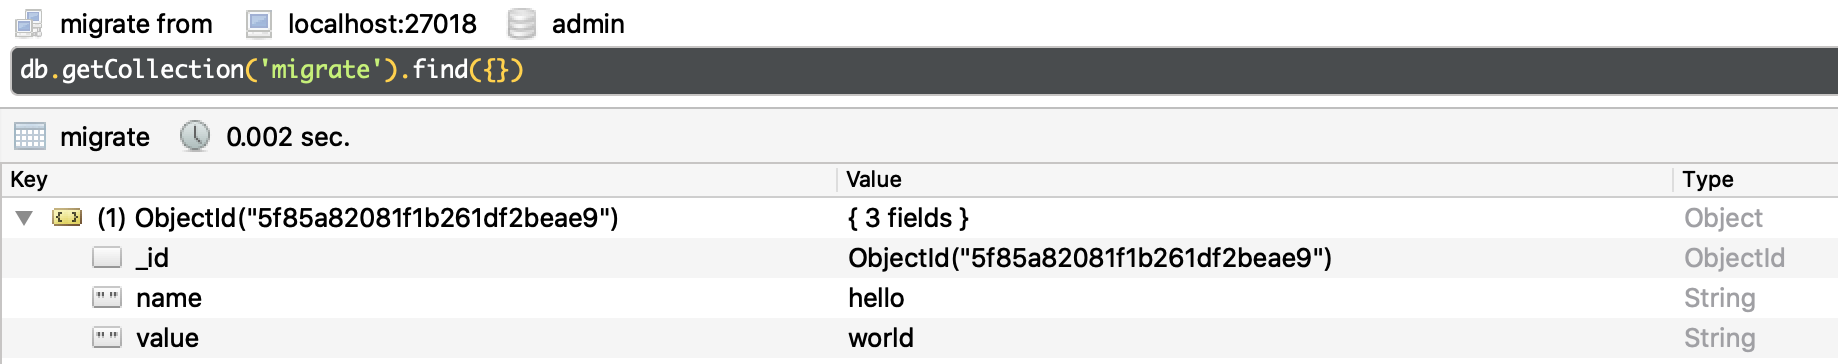 migrate from localhost:27018 admin
db.getCollection('migrate').find({})
migrate 0.002 sec.
Key Value Type
(1) ObjectId("5f85a82081f1b261df2beae9") { 3 fields } Object
_id ObjectId("5f85a82081f1b261df2beae9") ObjectId
name hello String
value world String